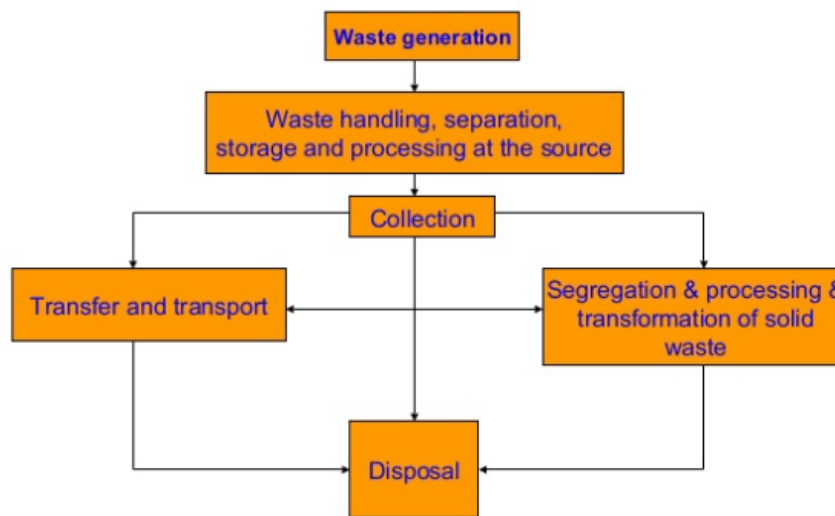 Waste generation
Waste handling, separation,
storage and processing at the source
Collection
Transfer and transport
Segregation & processing &
transformation of solid
waste
Disposal